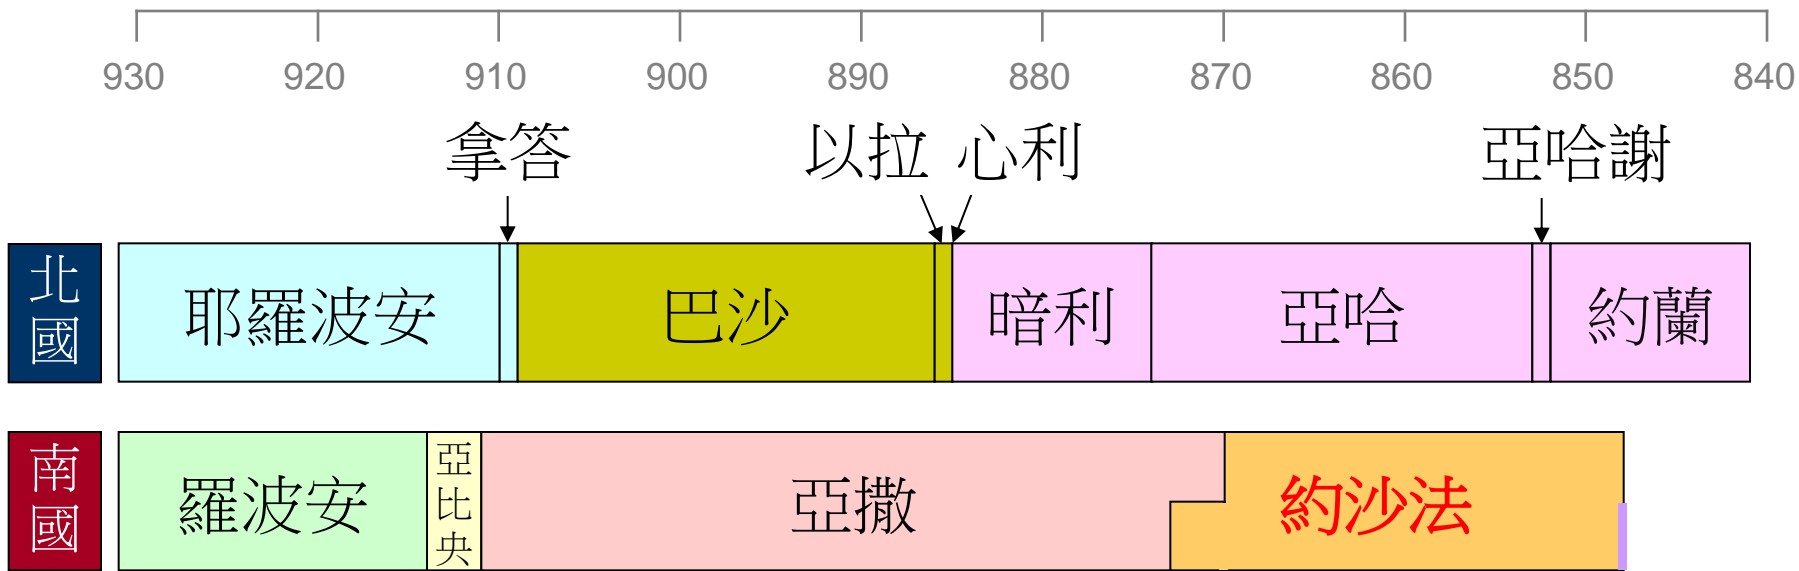 930 920 910 900 890 880 870 860 850 840
拿答 以拉 心利 亞哈謝
北國 耶羅波安 巴沙 暗利 亞哈 約蘭
南國 羅波安 亞比央 亞撒 約沙法